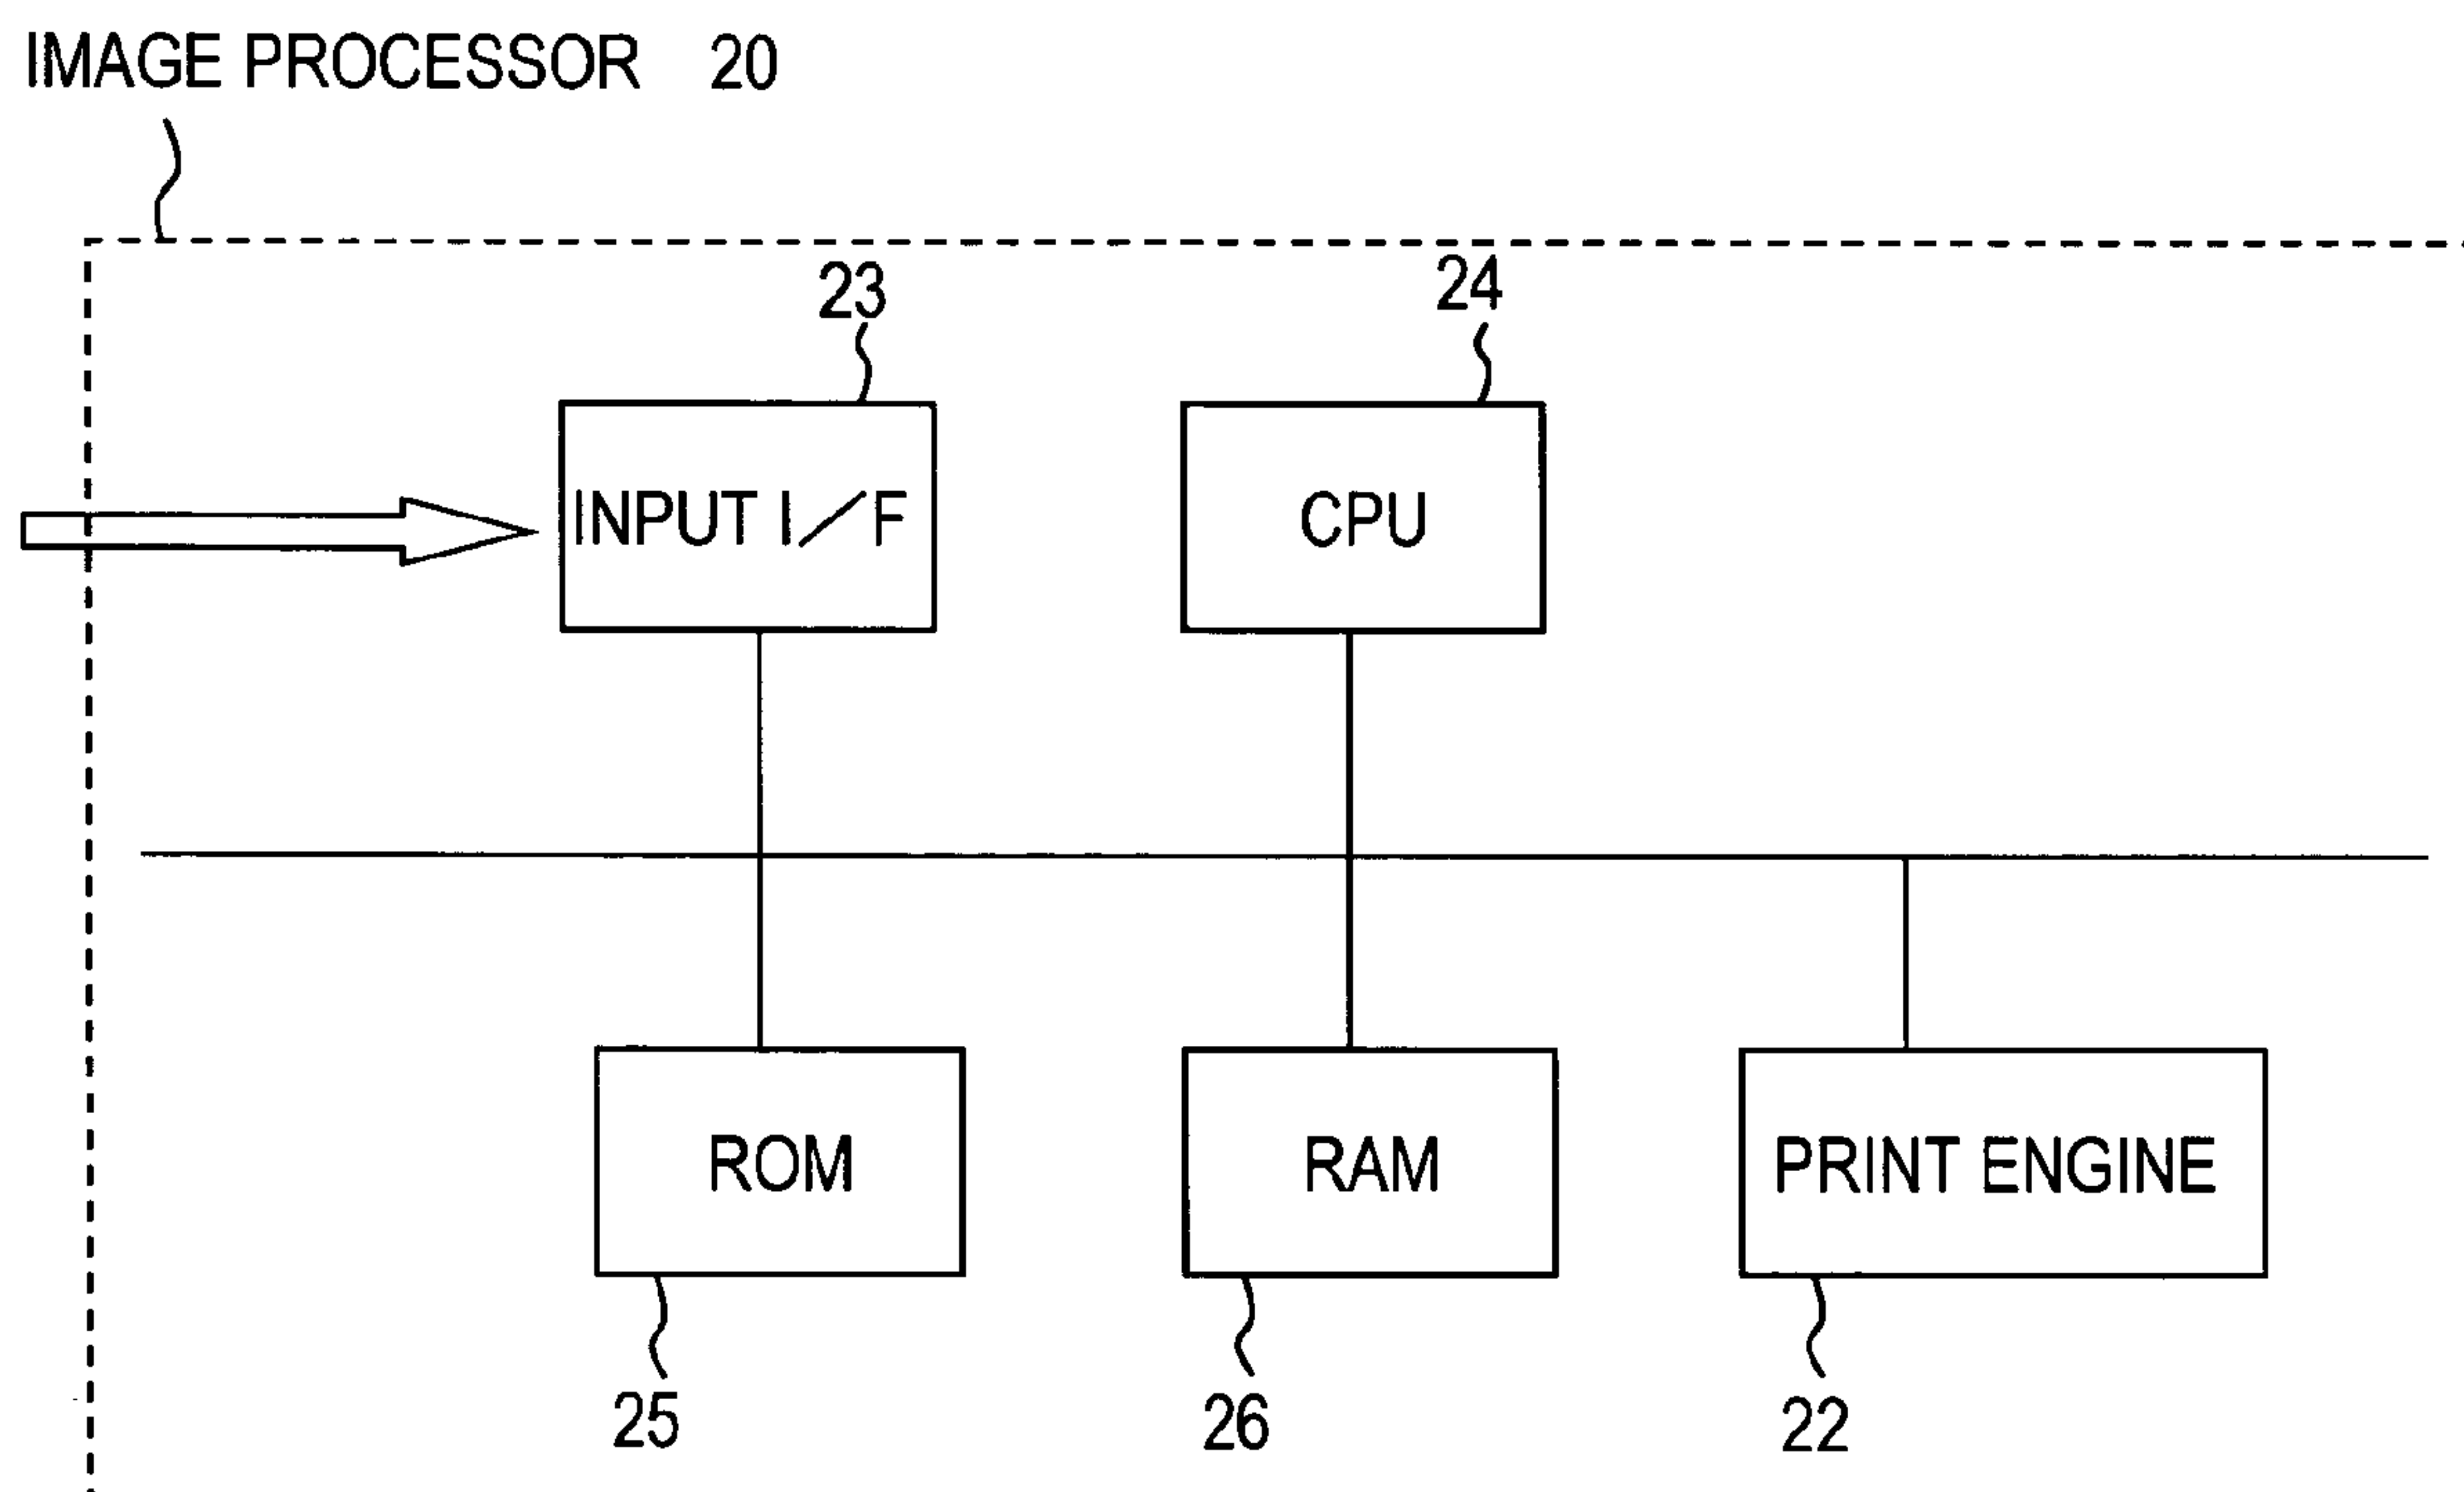 IMAGE PROCESSOR 20
23
24
INPUT I/F
CPU
ROM
RAM
PRINT ENGINE
25
26
22